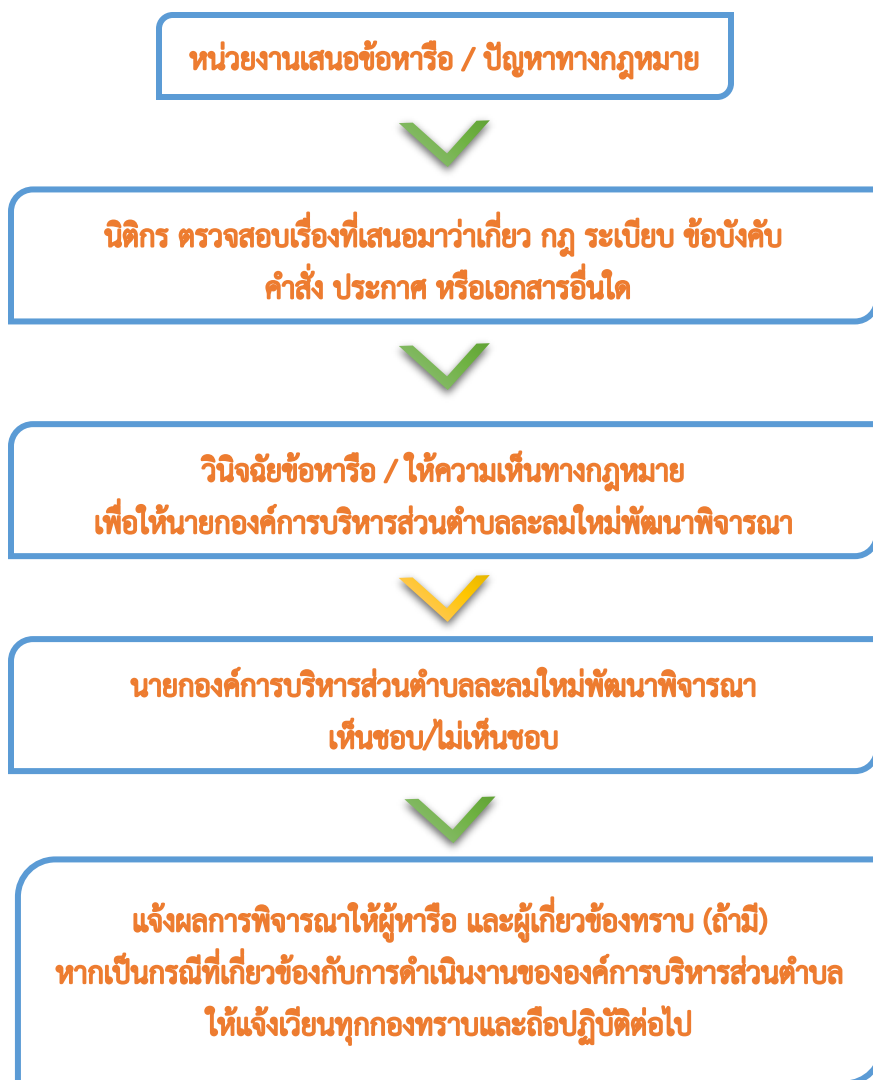 หน่วยงานเสนอข้อหารือ / ปัญหาทางกฎหมาย
นิติกร ตรวจสอบเรื่องที่เสนอมาว่าเกี่ยว กฎ ระเบียบ ข้อบังคับ
คำสั่ง ประกาศ หรือเอกสารอื่นใด
วินิจฉัยข้อหารือ / ให้ความเห็นทางกฎหมาย
เพื่อให้นายกองค์การบริหารส่วนตำบลละลมใหม่พัฒนาพิจารณา
นายกองค์การบริหารส่วนตำบลละลมใหม่พัฒนาพิจารณา
เห็นชอบ/ไม่เห็นชอบ
แจ้งผลการพิจารณาให้ผู้หารือ และผู้เกี่ยวข้องทราบ (ถ้ามี)
หากเป็นกรณีที่เกี่ยวข้องกับการดำเนินงานขององค์การบริหารส่วนตำบล
ให้แจ้งเวียนทุกกองทราบและถือปฏิบัติต่อไป